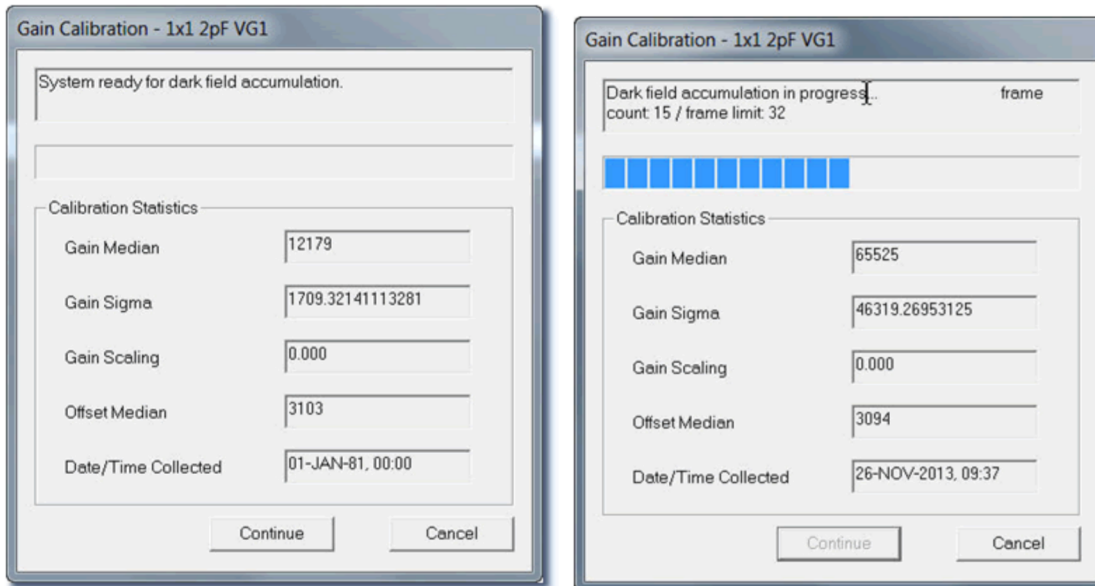 Gain Calibration - 1x1 2pF VG1
System ready for dark field accumulation.
Calibration Statistics
Gain Median 12179
Gain Sigma 1709.32141113281
Gain Scaling 0.000
Offset Median 3103
Date/Time Collected 01-JAN-81, 00:00
Continue Cancel
Gain Calibration - 1x1 2pF VG1
Dark field accumulation in progress... frame
count: 15 / frame limit: 32
Calibration Statistics
Gain Median 65525
Gain Sigma 46319.26953125
Gain Scaling 0.000
Offset Median 3094
Date/Time Collected 26-NOV-2013, 09:37
Continue Cancel